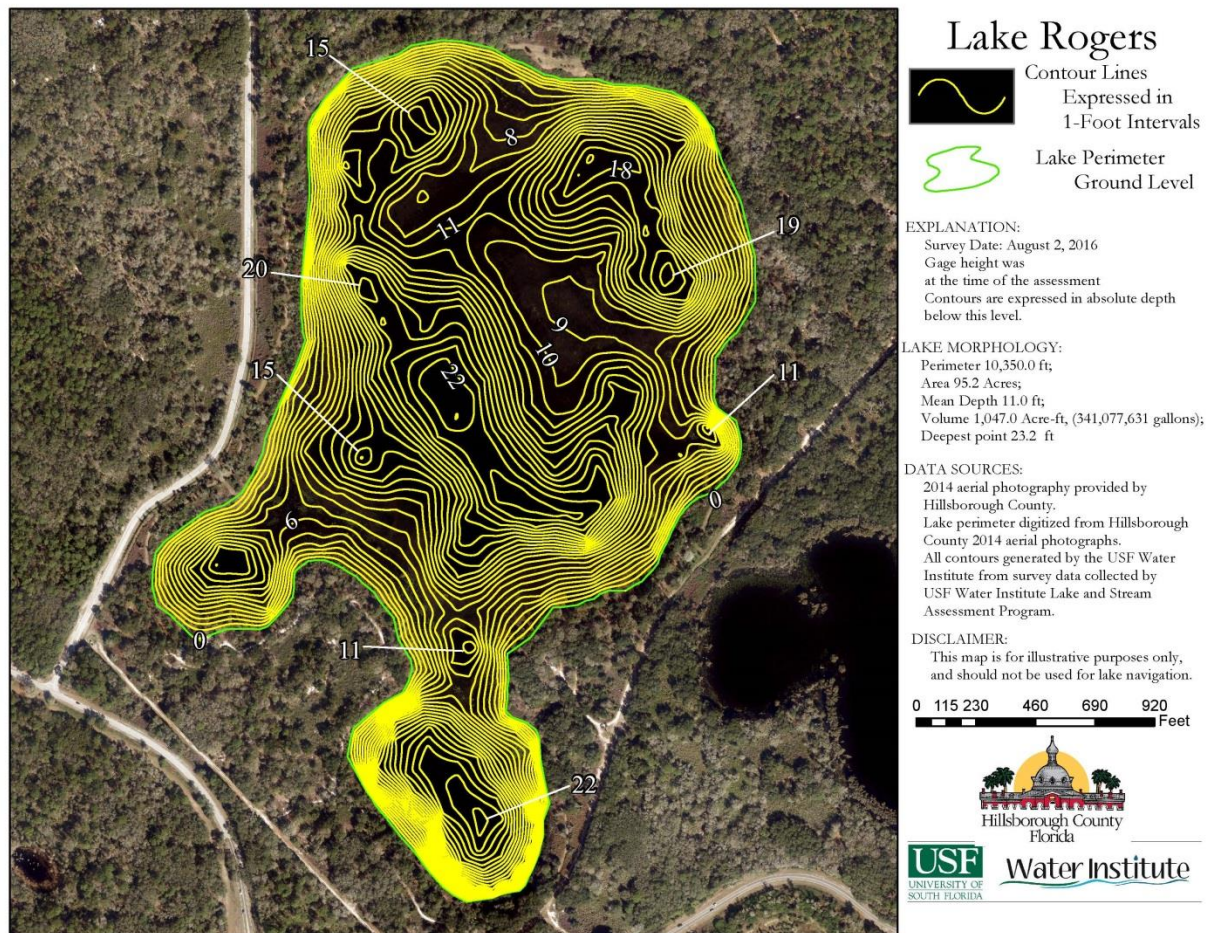 Lake Rogers
Contour Lines
Expressed in
1-Foot Intervals
Lake Perimeter
Ground Level
EXPLANATION:
Survey Date: August 2, 2016
Gage height was
at the time of the assessment
Contours are expressed in absolute depth
below this level.
LAKE MORPHOLOGY:
Perimeter 10,350.0 ft;
Area 95.2 Acres;
Mean Depth 11.0 ft;
Volume 1,047.0 Acre-ft, (341,077,631 gallons);
Deepest point 23.2 ft
DATA SOURCES:
2014 aerial photography provided by
Hillsborough County.
Lake perimeter digitized from Hillsborough
County 2014 aerial photographs.
All contours generated by the USF Water
Institute from survey data collected by
USF Water Institute Lake and Stream
Assessment Program.
DISCLAIMER:
This map is for illustrative purposes only,
and should not be used for lake navigation.
0 115 230 460 690 920
Feet
Hillsborough County
Florida
USF
UNIVERSITY OF
SOUTH FLORIDA
Water Institute
15
8
18
11
19
20
9
10
22
15
11
6
0
0
11
22